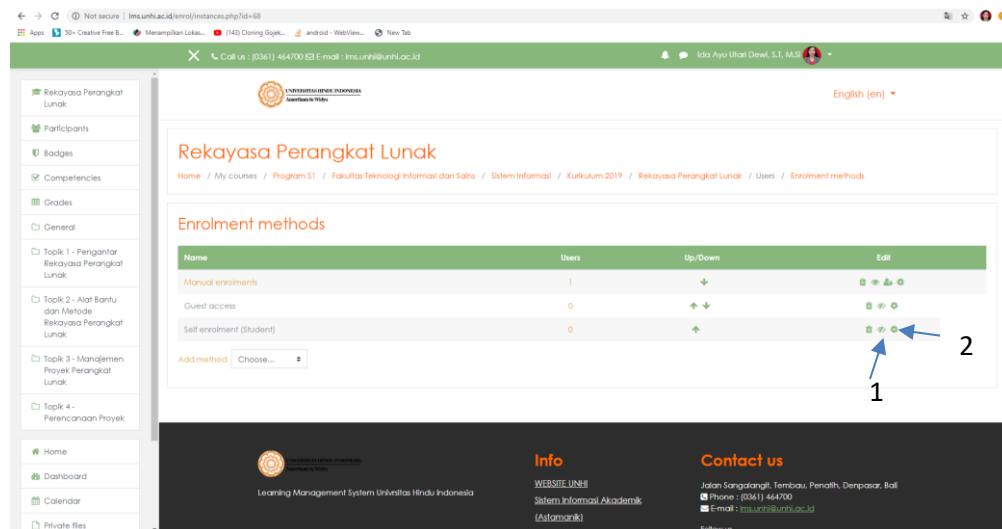 Not secure | lms.unhi.ac.id/enrol/instances.php?id=68
Apps 50+ Creative Free B... Menampilkan Lokas... (143) Cloning Gojek... android - WebView... New Tab
Call us : (0361) 464700 E-mail : lms.unhi@unhi.ac.id
Ida Ayu Utari Dewi, S.T, M.Si
UNIVERSITAS HINDU INDONESIA
English (en)
Rekayasa Perangkat Lunak
Participants
Badges
Competencies
Grades
General
Topik 1 - Pengantar Rekayasa Perangkat Lunak
Topik 2 - Alat Bantu dan Metode Rekayasa Perangkat Lunak
Topik 3 - Manajemen Proyek Perangkat Lunak
Topik 4 - Perencanaan Proyek
Home
Dashboard
Calendar
Private files
Rekayasa Perangkat Lunak
Home / My courses / Program S1 / Fakultas Teknologi Informasi dan Sains / Sistem Informasi / Kurikulum 2019 / Rekayasa Perangkat Lunak / Users / Enrolment methods
Enrolment methods
Name Users Up/Down Edit
Manual enrolments 1
Guest access 0
Self enrolment (Student) 0
Add method Choose...
2
1
Learning Management System Univrsitas Hindu Indonesia
Info
WEBSITE UNHI
Sistem Informasi Akademik
(Astamanik)
Contact us
Jalan Sangalangit, Tembau, Penatih, Denpasar, Bali
Phone : (0361) 464700
E-mail : lms.unhi@unhi.ac.id